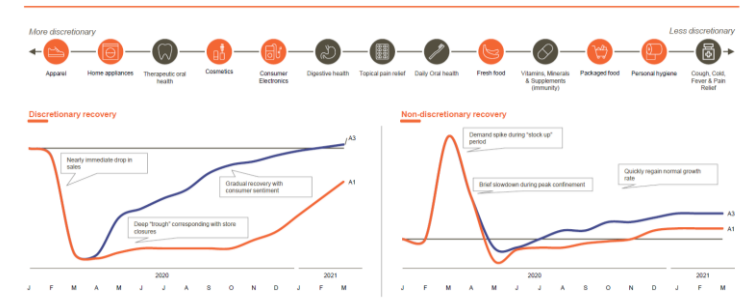 More discretionary
Less discretionary
Apparel
Home appliances
Therapeutic oral
health
Cosmetics
Consumer
Electronics
Digestive health
Topical pain relief
Daily Oral health
Fresh food
Vitamins, Minerals
& Supplements
(immunity)
Packaged food
Personal hygiene
Cough, Cold,
Fever & Pain
Relief
Discretionary recovery
A3
Nearly immediate drop in
sales
Gradual recovery with
consumer sentiment
A1
Deep "trough" corresponding with store
closures
2020
2021
J F M A M J J A S O N D J F M
Non-discretionary recovery
Demand spike during "stock up"
period
Quickly regain normal growth
rate
Brief slowdown during peak confinement
A3
A1
2020
2021
J F M A M J J A S O N D J F M